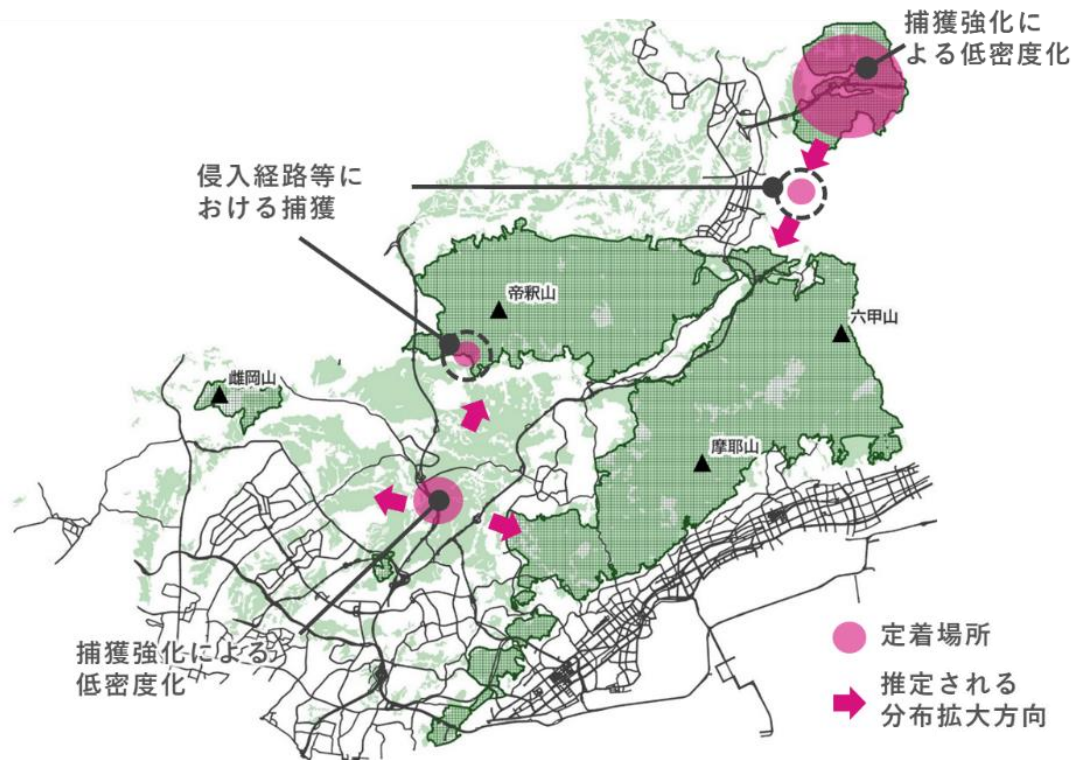 捕獲強化に
よる低密度化
侵入経路等に
おける捕獲
帝釈山
六甲山
雌岡山
摩耶山
捕獲強化による
低密度化
定着場所
推定される
分布拡大方向